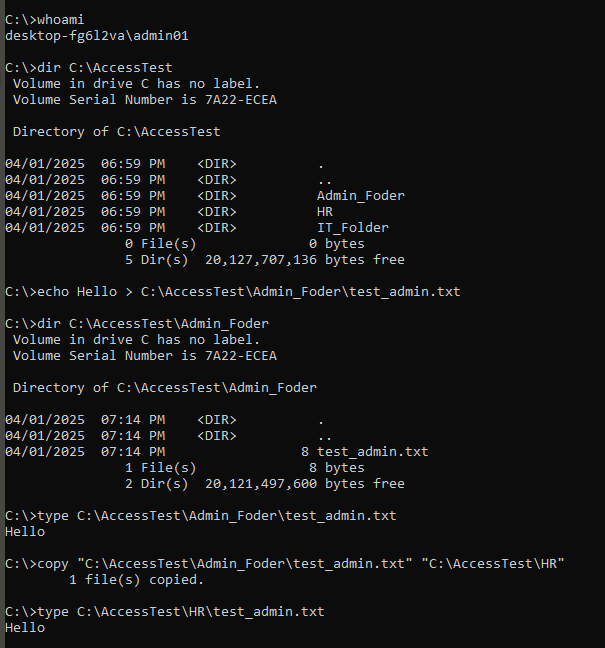 C:\>whoami
desktop-fg6l2va\admin01
C:\>dir C:\AccessTest
 Volume in drive C has no label.
 Volume Serial Number is 7A22-ECEA
 Directory of C:\AccessTest
04/01/2025  06:59 PM    <DIR>          .
04/01/2025  06:59 PM    <DIR>          ..
04/01/2025  06:59 PM    <DIR>          Admin_Foder
04/01/2025  06:59 PM    <DIR>          HR
04/01/2025  06:59 PM    <DIR>          IT_Folder
               0 File(s)              0 bytes
               5 Dir(s)  20,127,707,136 bytes free
C:\>echo Hello > C:\AccessTest\Admin_Foder\test_admin.txt
C:\>dir C:\AccessTest\Admin_Foder
 Volume in drive C has no label.
 Volume Serial Number is 7A22-ECEA
 Directory of C:\AccessTest\Admin_Foder
04/01/2025  07:14 PM    <DIR>          .
04/01/2025  07:14 PM    <DIR>          ..
04/01/2025  07:14 PM                 8 test_admin.txt
               1 File(s)              8 bytes
               2 Dir(s)  20,121,497,600 bytes free
C:\>type C:\AccessTest\Admin_Foder\test_admin.txt
Hello
C:\>copy "C:\AccessTest\Admin_Foder\test_admin.txt" "C:\AccessTest\HR"
        1 file(s) copied.
C:\>type C:\AccessTest\HR\test_admin.txt
Hello